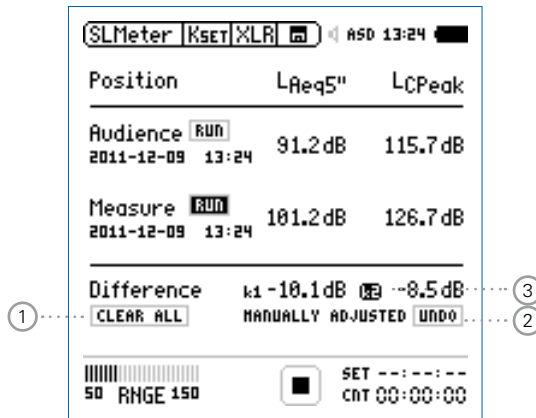 SLMeter KSET XLR ASD 13:24
Position LAeq5" LCPeak
Audience RUN 91.2dB 115.7dB
2011-12-09 13:24
Measure RUN 101.2dB 126.7dB
2011-12-09 13:24
Difference k1 -10.1dB k2 -8.5dB 3
1 CLEAR ALL MANUALLY ADJUSTED UNDO 2
SET --:--:--
50 RNGE 150 CNT 00:00:00